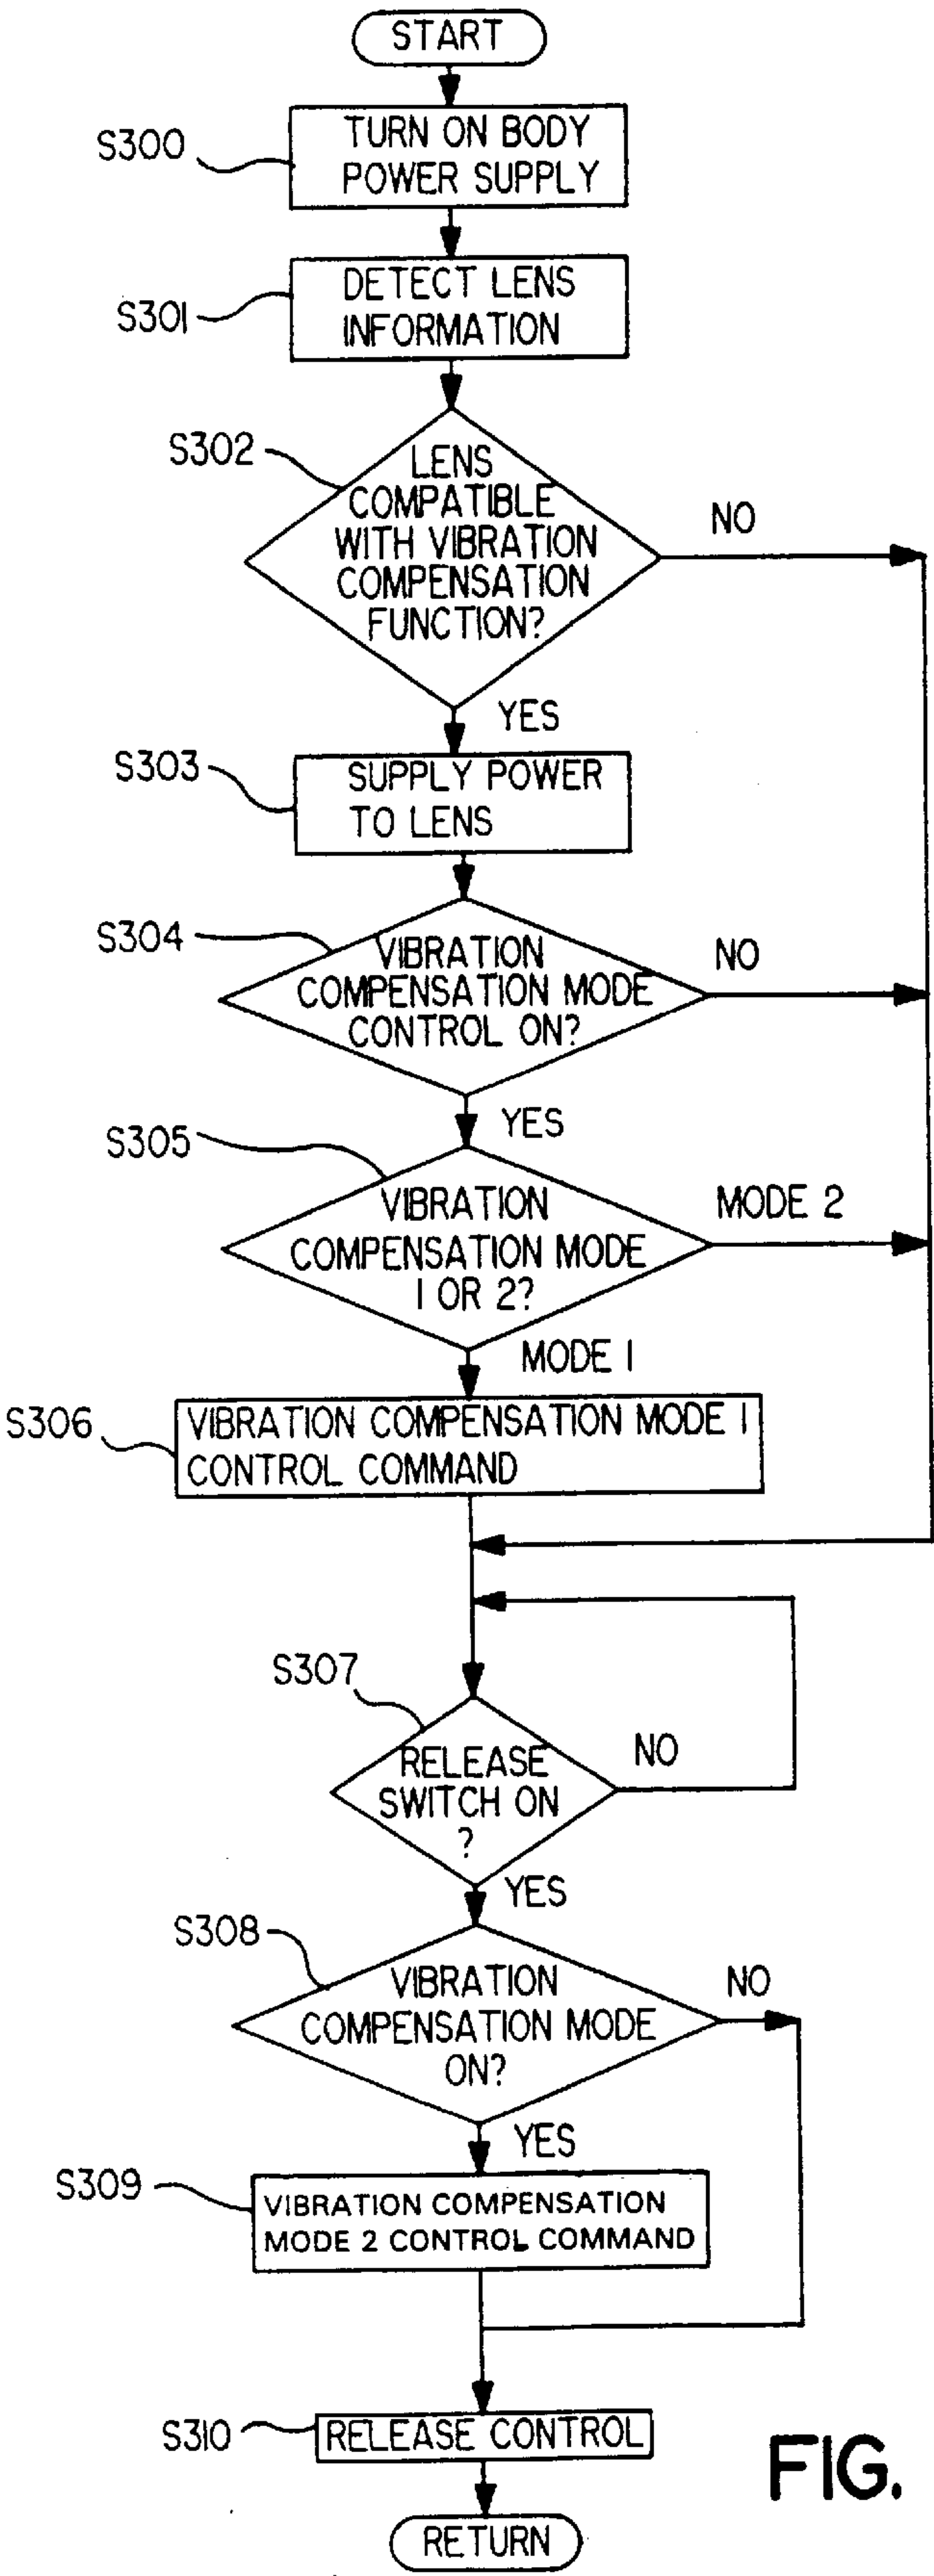 START
S300
TURN ON BODY
POWER SUPPLY
S301
DETECT LENS
INFORMATION
S302
LENS
COMPATIBLE
WITH VIBRATION
COMPENSATION
FUNCTION?
NO
YES
S303
SUPPLY POWER
TO LENS
S304
VIBRATION
COMPENSATION MODE
CONTROL ON?
NO
YES
S305
VIBRATION
COMPENSATION MODE
1 OR 2?
MODE 2
MODE 1
S306
VIBRATION COMPENSATION MODE 1
CONTROL COMMAND
S307
RELEASE
SWITCH ON
?
NO
YES
S308
VIBRATION
COMPENSATION MODE
ON?
NO
YES
S309
VIBRATION COMPENSATION
MODE 2 CONTROL COMMAND
S310
RELEASE CONTROL
FIG.
RETURN